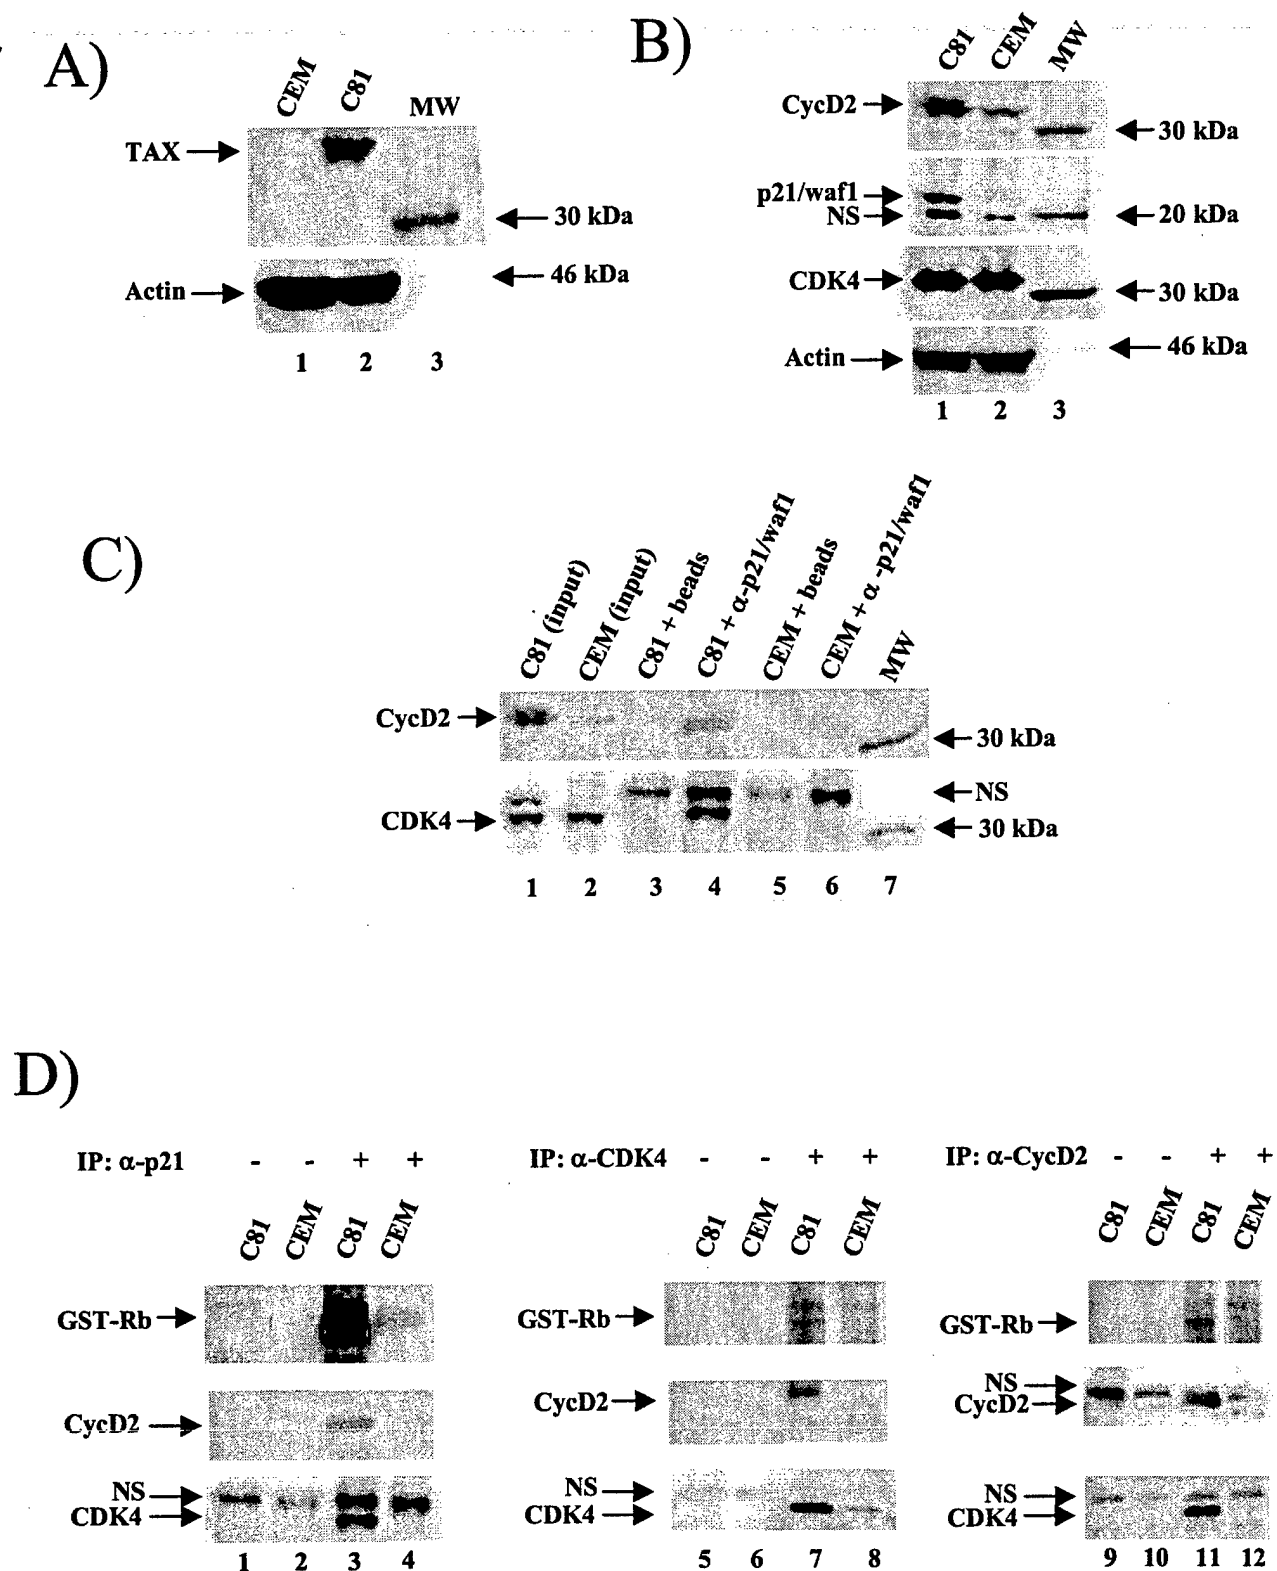 A)
CEM C81 MW
TAX
30 kDa
46 kDa
Actin
1 2 3
B)
C81 CEM MW
CycD2
30 kDa
p21/waf1
NS
20 kDa
CDK4
30 kDa
Actin
46 kDa
1 2 3
C)
C81 (input) CEM (input) C81 + beads C81 + α-p21/waf1 CEM + beads CEM + α -p21/waf1 MW
CycD2
30 kDa
NS
CDK4
30 kDa
1 2 3 4 5 6 7
D)
IP: α-p21 - - + +
C81 CEM C81 CEM
GST-Rb
CycD2
NS
CDK4
1 2 3 4
IP: α-CDK4 - - + +
C81 CEM C81 CEM
GST-Rb
CycD2
NS
CDK4
5 6 7 8
IP: α-CycD2 - - + +
C81 CEM C81 CEM
GST-Rb
NS
CycD2
NS
CDK4
9 10 11 12